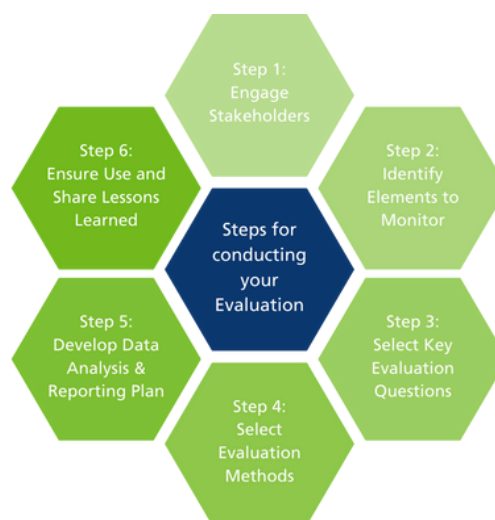 Step 1:
Engage
Stakeholders
Step 2:
Identify
Elements to
Monitor
Step 3:
Select Key
Evaluation
Questions
Step 4:
Select
Evaluation
Methods
Step 5:
Develop Data
Analysis &
Reporting Plan
Step 6:
Ensure Use and
Share Lessons
Learned
Steps for
conducting
your
Evaluation